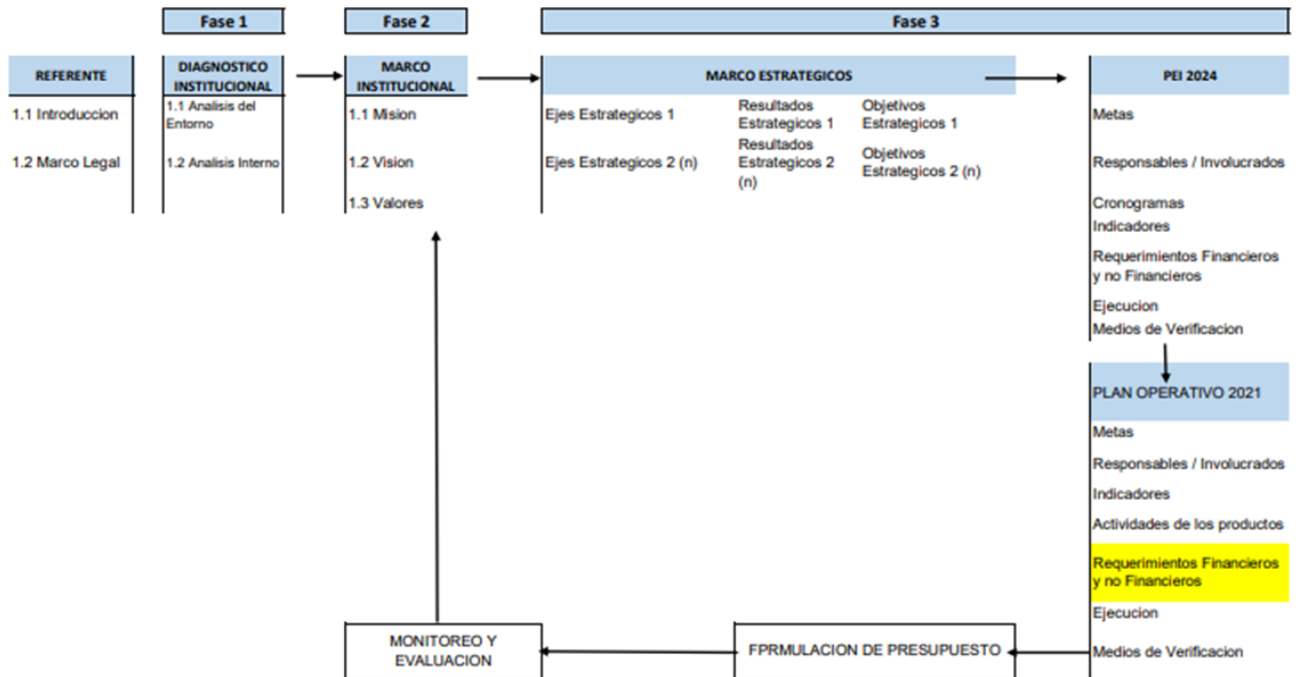 Fase 1
Fase 2
Fase 3
REFERENTE
1.1 Introduccion
1.2 Marco Legal
DIAGNOSTICO
INSTITUCIONAL
1.1 Analisis del
Entorno
1.2 Analisis Interno
MARCO
INSTITUCIONAL
1.1 Mision
1.2 Vision
1.3 Valores
MARCO ESTRATEGICOS
Ejes Estrategicos 1
Resultados
Estrategicos 1
Objetivos
Estrategicos 1
Ejes Estrategicos 2 (n)
Resultados
Estrategicos 2
(n)
Objetivos
Estrategicos 2 (n)
PEI 2024
Metas
Responsables / Involucrados
Cronogramas
Indicadores
Requerimientos Financieros
y no Financieros
Ejecucion
Medios de Verificacion
PLAN OPERATIVO 2021
Metas
Responsables / Involucrados
Indicadores
Actividades de los productos
Requerimientos Financieros
y no Financieros
Ejecucion
Medios de Verificacion
FPRMULACION DE PRESUPUESTO
MONITOREO Y
EVALUACION